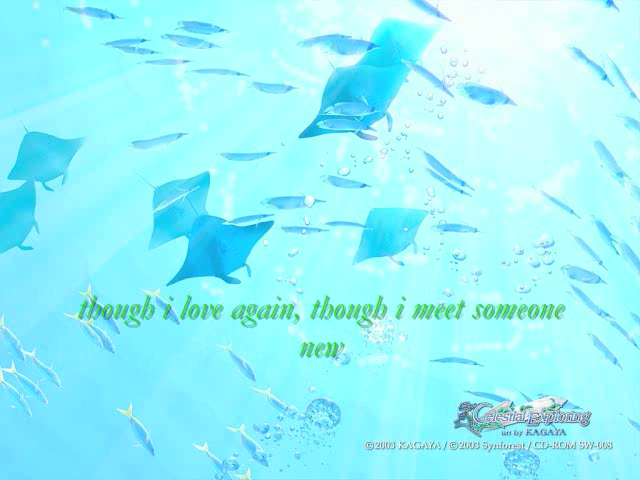 though i love again, though i meet someone
new
Celestial Exploring
art by KAGAYA
©2003 KAGAYA / ©2003 Synforest / CD-ROM SW-008